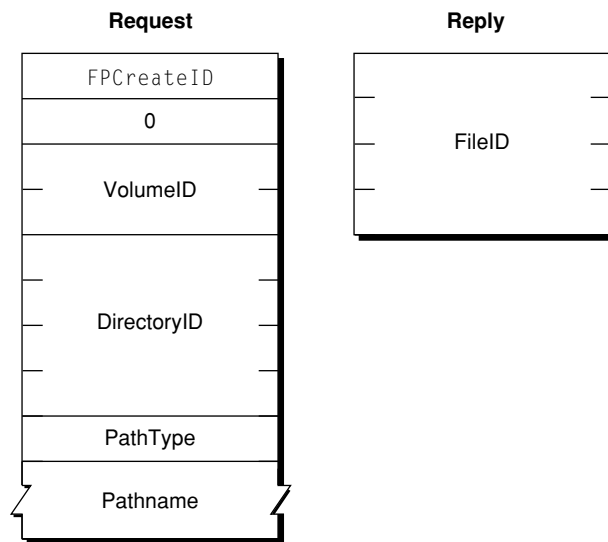 Request
FPCreateID
0
VolumeID
DirectoryID
PathType
Pathname
Reply
FileID